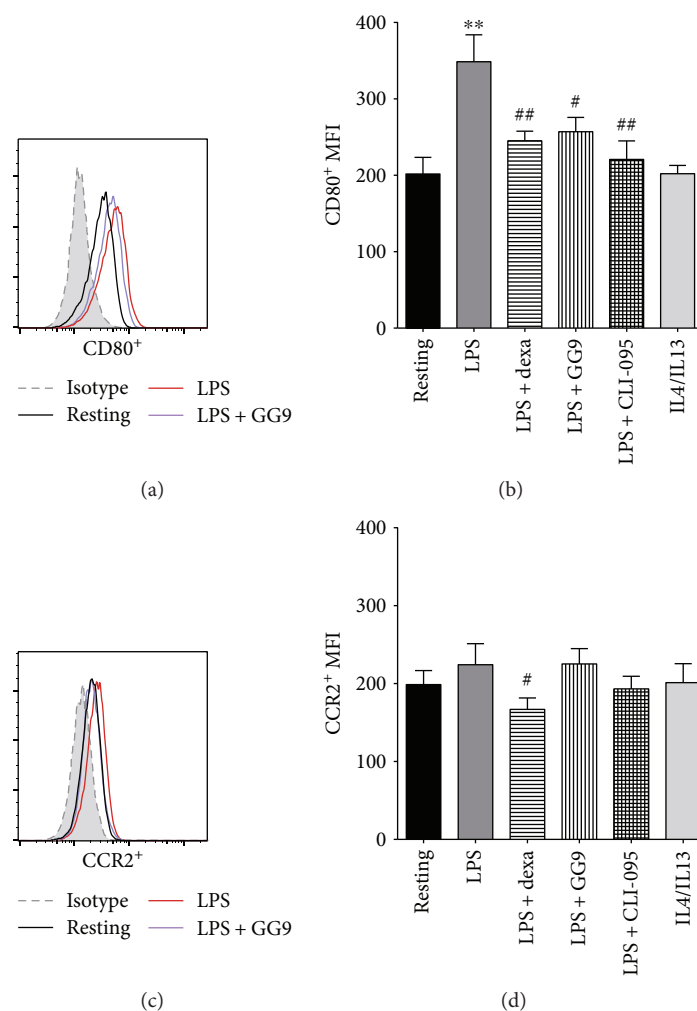 CD80⁺
Isotype
LPS
Resting
LPS + GG9
(a)
400
300
200
100
0
CD80⁺ MFI
**
##
#
##
Resting
LPS
LPS + dexa
LPS + GG9
LPS + CLI-095
IL4/IL13
(b)
CCR2⁺
Isotype
LPS
Resting
LPS + GG9
(c)
400
300
200
100
0
CCR2⁺ MFI
#
Resting
LPS
LPS + dexa
LPS + GG9
LPS + CLI-095
IL4/IL13
(d)